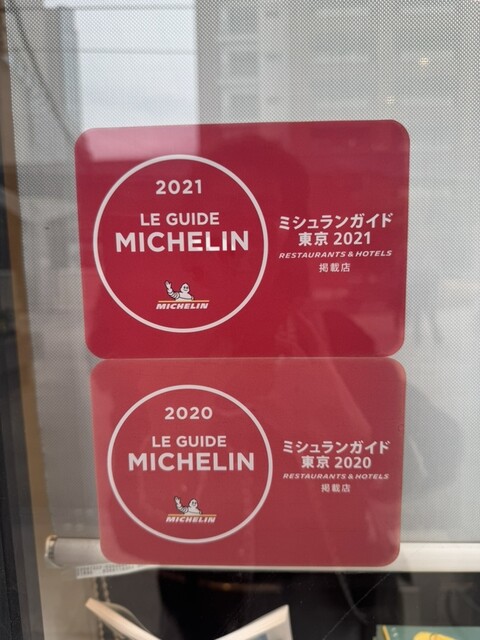 2021
LE GUIDE
MICHELIN
MICHELIN
ミシュランガイド
東京 2021
RESTAURANTS & HOTELS
掲載店
2020
LE GUIDE
MICHELIN
MICHELIN
ミシュランガイド
東京 2020
RESTAURANTS & HOTELS
掲載店